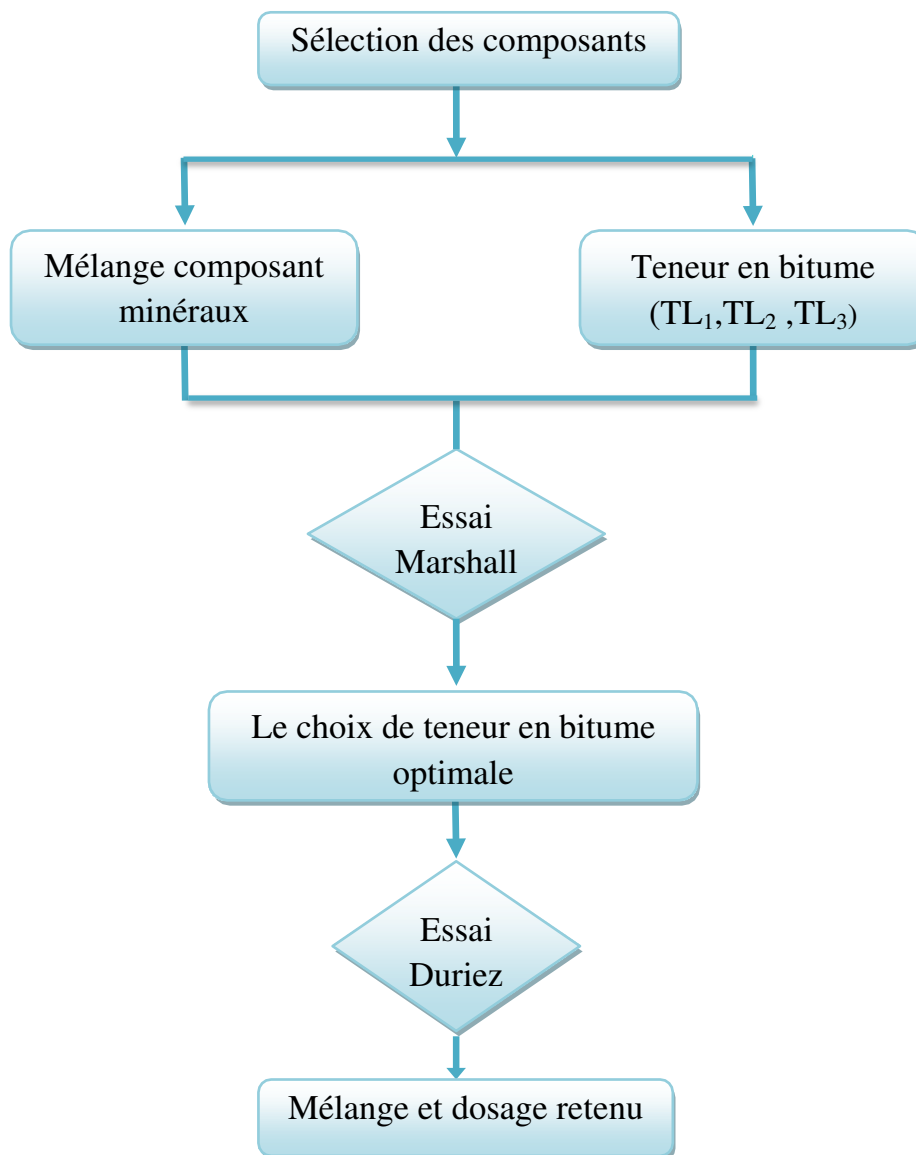 Sélection des composants
Mélange composant
minéraux
Teneur en bitume
(TL₁,TL₂ ,TL₃)
Essai
Marshall
Le choix de teneur en bitume
optimale
Essai
Duriez
Mélange et dosage retenu